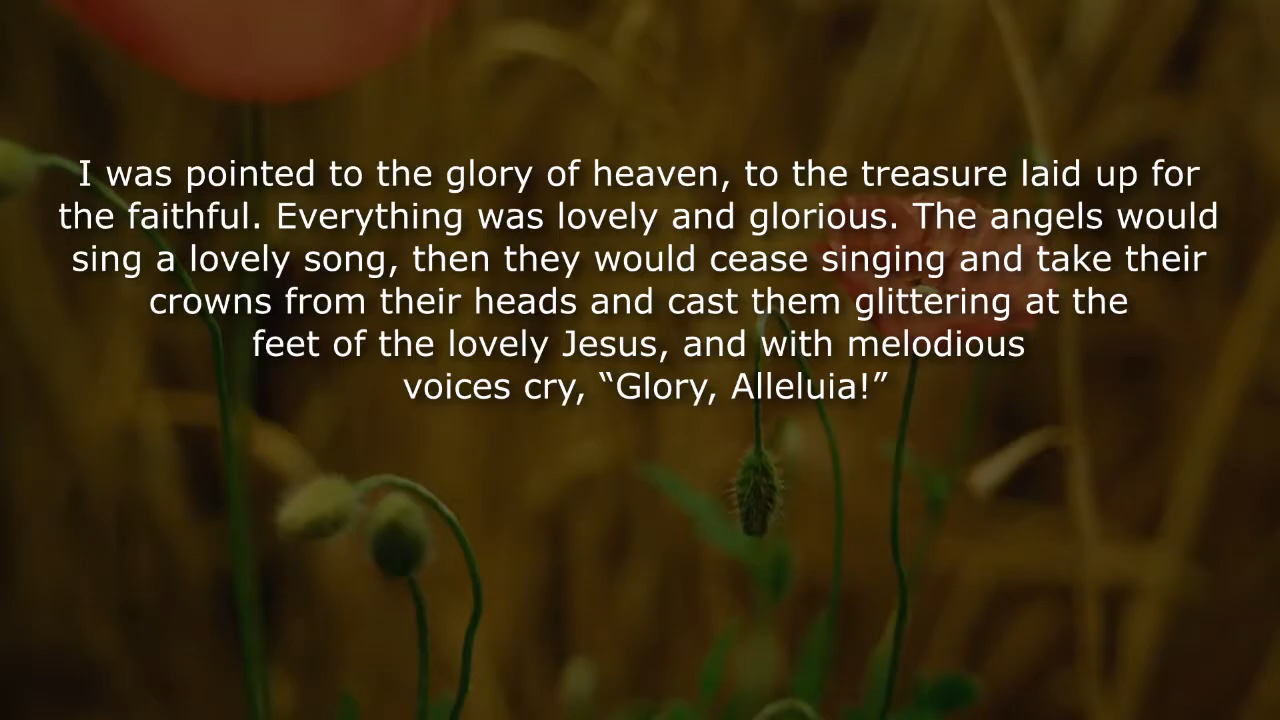 I was pointed to the glory of heaven, to the treasure laid up for
the faithful. Everything was lovely and glorious. The angels would
sing a lovely song, then they would cease singing and take their
crowns from their heads and cast them glittering at the
feet of the lovely Jesus, and with melodious
voices cry, “Glory, Alleluia!”